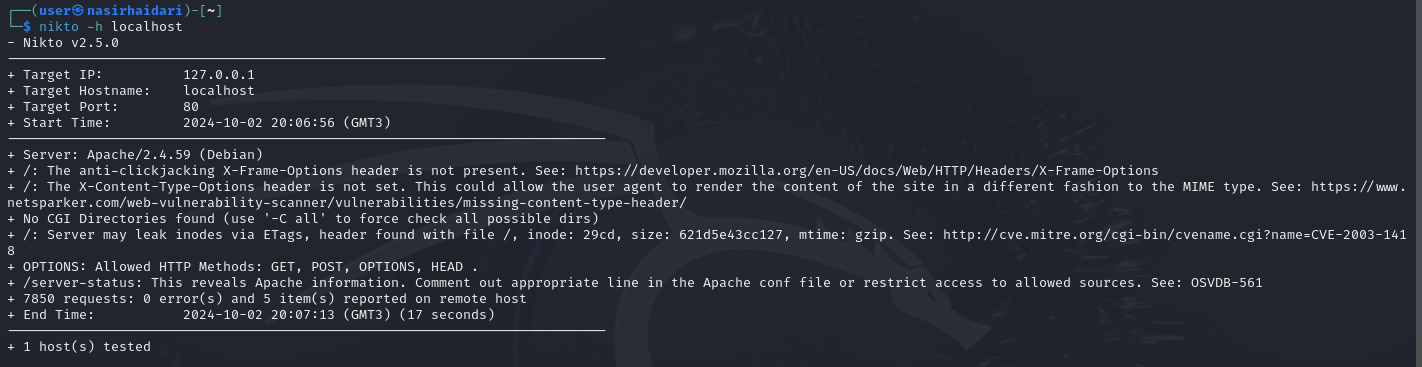 ┌──(user㉿nasirhaidari)-[~]
└─$ nikto -h localhost
- Nikto v2.5.0
---------------------------------------------------------------------------
+ Target IP:          127.0.0.1
+ Target Hostname:    localhost
+ Target Port:        80
+ Start Time:         2024-10-02 20:06:56 (GMT3)
---------------------------------------------------------------------------
+ Server: Apache/2.4.59 (Debian)
+ /: The anti-clickjacking X-Frame-Options header is not present. See: https://developer.mozilla.org/en-US/docs/Web/HTTP/Headers/X-Frame-Options
+ /: The X-Content-Type-Options header is not set. This could allow the user agent to render the content of the site in a different fashion to the MIME type. See: https://www.
netsparker.com/web-vulnerability-scanner/vulnerabilities/missing-content-type-header/
+ No CGI Directories found (use '-C all' to force check all possible dirs)
+ /: Server may leak inodes via ETags, header found with file /, inode: 29cd, size: 621d5e43cc127, mtime: gzip. See: http://cve.mitre.org/cgi-bin/cvename.cgi?name=CVE-2003-141
8
+ OPTIONS: Allowed HTTP Methods: GET, POST, OPTIONS, HEAD .
+ /server-status: This reveals Apache information. Comment out appropriate line in the Apache conf file or restrict access to allowed sources. See: OSVDB-561
+ 7850 requests: 0 error(s) and 5 item(s) reported on remote host
+ End Time:           2024-10-02 20:07:13 (GMT3) (17 seconds)
---------------------------------------------------------------------------
+ 1 host(s) tested